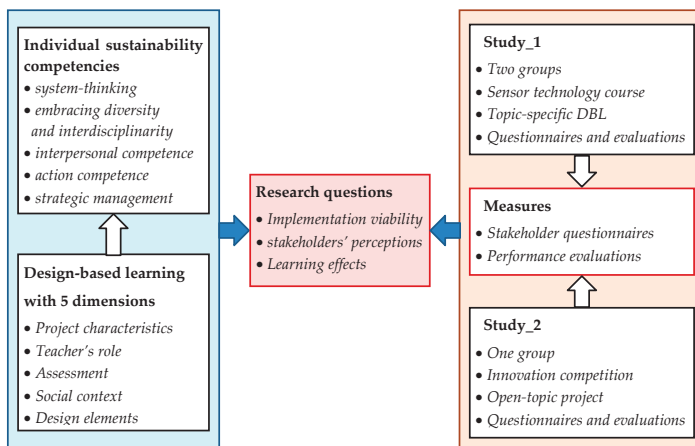 Individual sustainability
competencies
• system-thinking
• embracing diversity
and interdisciplinarity
• interpersonal competence
• action competence
• strategic management
Design-based learning
with 5 dimensions
• Project characteristics
• Teacher's role
• Assessment
• Social context
• Design elements
Research questions
• Implementation viability
• stakeholders' perceptions
• Learning effects
Study_1
• Two groups
• Sensor technology course
• Topic-specific DBL
• Questionnaires and evaluations
Measures
• Stakeholder questionnaires
• Performance evaluations
Study_2
• One group
• Innovation competition
• Open-topic project
• Questionnaires and evaluations